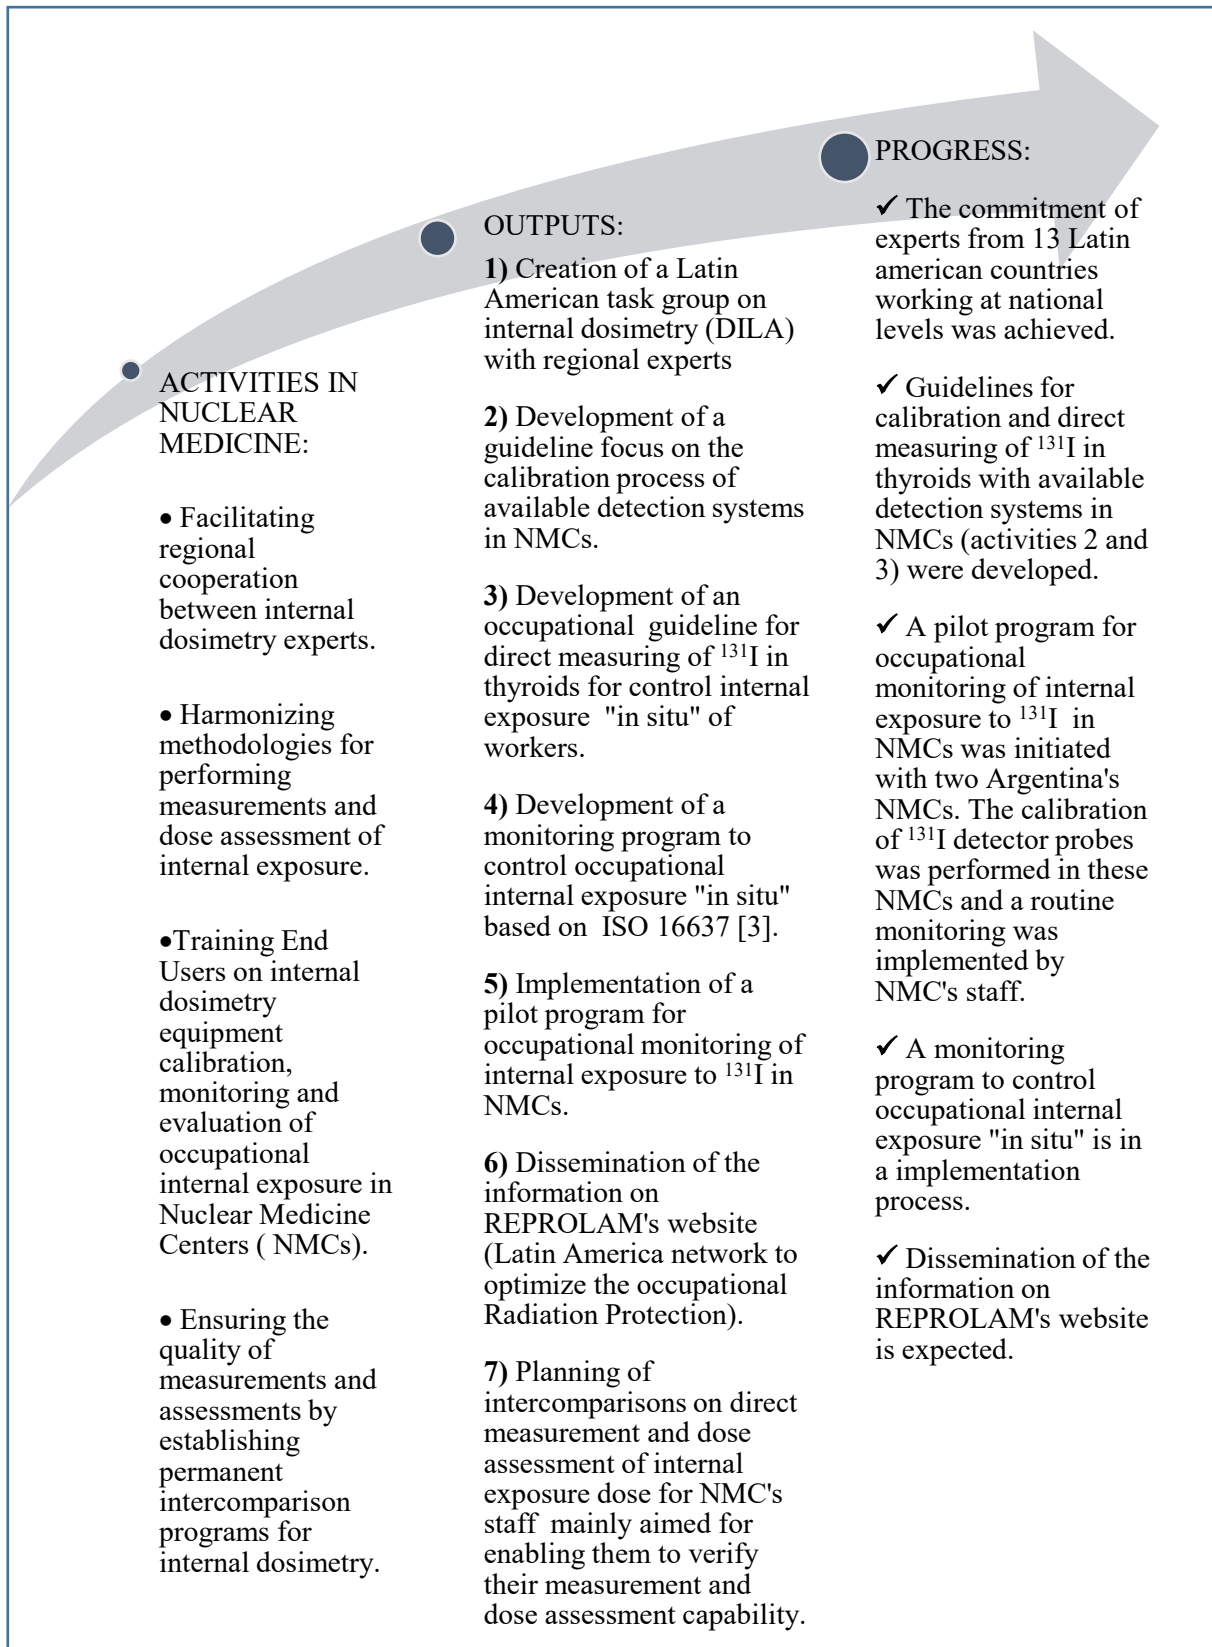 ACTIVITIES IN
NUCLEAR
MEDICINE:
• Facilitating
regional
cooperation
between internal
dosimetry experts.
• Harmonizing
methodologies for
performing
measurements and
dose assessment of
internal exposure.
•Training End
Users on internal
dosimetry
equipment
calibration,
monitoring and
evaluation of
occupational
internal exposure in
Nuclear Medicine
Centers ( NMCs).
• Ensuring the
quality of
measurements and
assessments by
establishing
permanent
intercomparison
programs for
internal dosimetry.
OUTPUTS:
1) Creation of a Latin
American task group on
internal dosimetry (DILA)
with regional experts
2) Development of a
guideline focus on the
calibration process of
available detection systems
in NMCs.
3) Development of an
occupational  guideline for
direct measuring of ¹³¹I in
thyroids for control internal
exposure  "in situ" of
workers.
4) Development of a
monitoring program to
control occupational
internal exposure "in situ"
based on  ISO 16637 [3].
5) Implementation of a
pilot program for
occupational monitoring of
internal exposure to ¹³¹I in
NMCs.
6) Dissemination of the
information on
REPROLAM's website
(Latin America network to
optimize the occupational
Radiation Protection).
7) Planning of
intercomparisons on direct
measurement and dose
assessment of internal
exposure dose for NMC's
staff  mainly aimed for
enabling them to verify
their measurement and
dose assessment capability.
PROGRESS:
✓ The commitment of
experts from 13 Latin
american countries
working at national
levels was achieved.
✓ Guidelines for
calibration and direct
measuring of ¹³¹I in
thyroids with available
detection systems in
NMCs (activities 2 and
3) were developed.
✓ A pilot program for
occupational
monitoring of internal
exposure to ¹³¹I  in
NMCs was initiated
with two Argentina's
NMCs. The calibration
of ¹³¹I detector probes
was performed in these
NMCs and a routine
monitoring was
implemented by
NMC's staff.
✓ A monitoring
program to control
occupational internal
exposure "in situ" is in
a implementation
process.
✓ Dissemination of the
information on
REPROLAM's website
is expected.